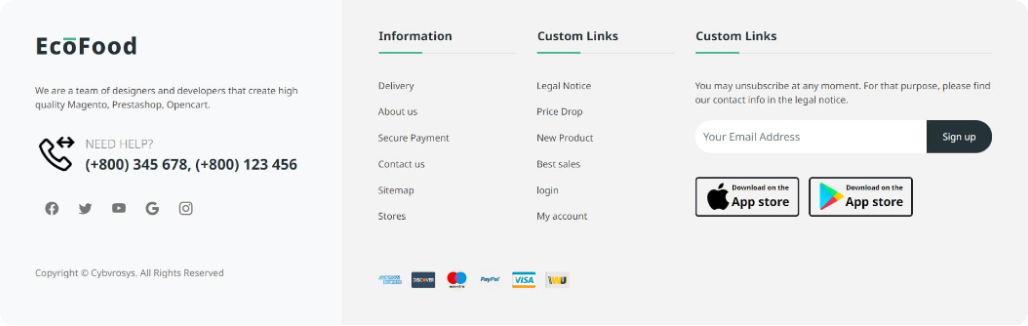 EcōFood
We are a team of designers and developers that create high
quality Magento, Prestashop, Opencart.
NEED HELP?
(+800) 345 678, (+800) 123 456
Copyright © Cybvrosys. All Rights Reserved
Information
Delivery
About us
Secure Payment
Contact us
Sitemap
Stores
Custom Links
Legal Notice
Price Drop
New Product
Best sales
login
My account
Custom Links
You may unsubscribe at any moment. For that purpose, please find
our contact info in the legal notice.
Your Email Address
Sign up
Download on the
App store
Download on the
App store
DISCOVER
PayPal
VISA
WU